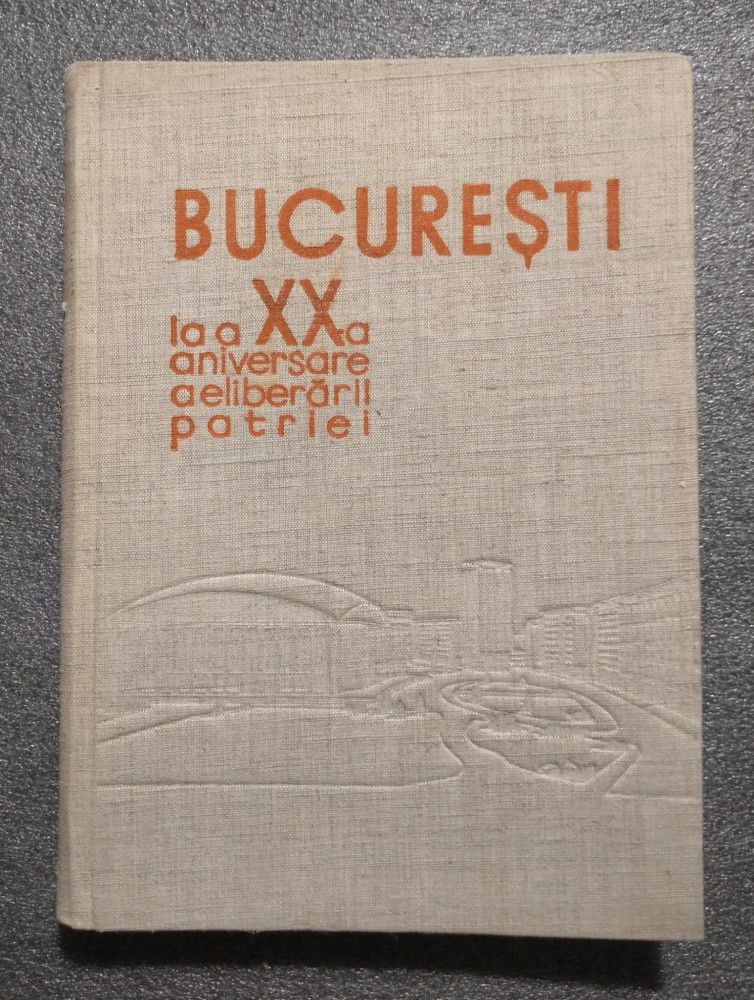 BUCUREȘTI
la a XX-a
aniversare
a eliberării
patriei